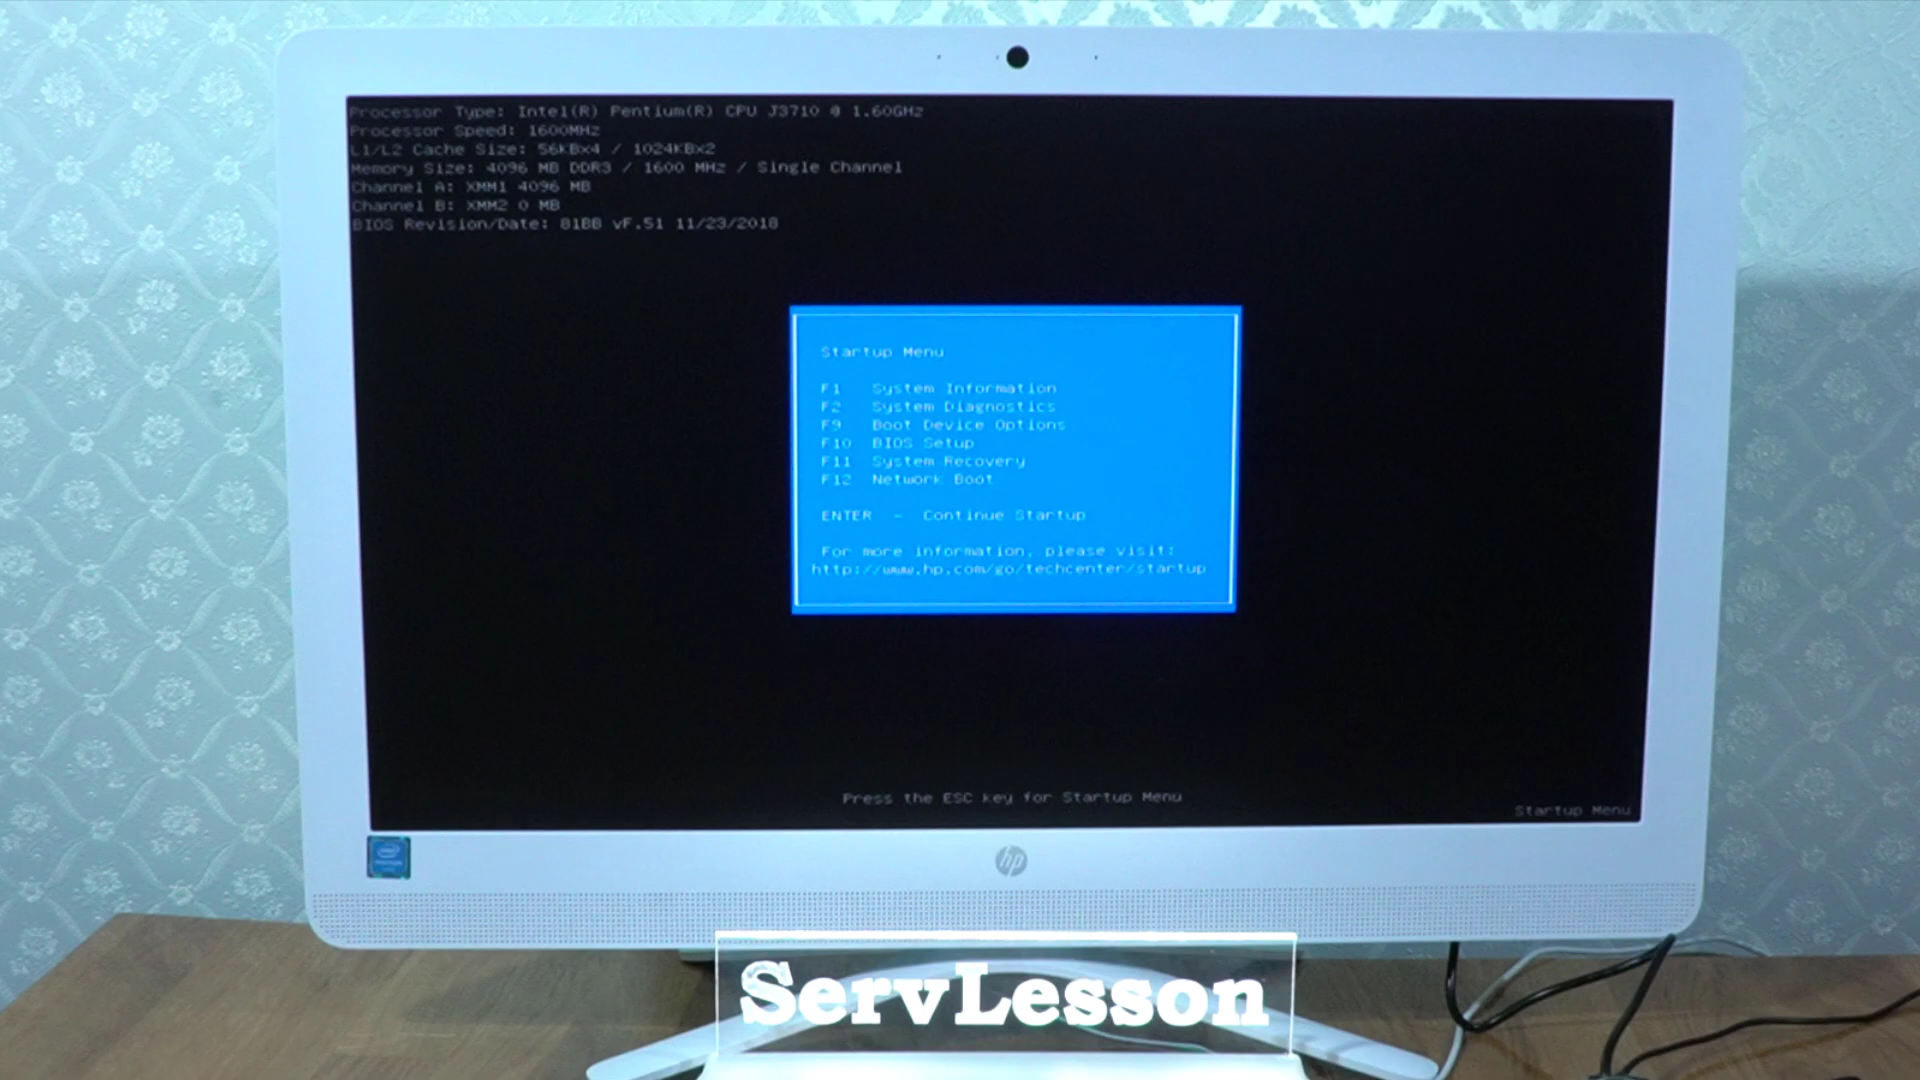 Processor Type: Intel(R) Pentium(R) CPU J3710 @ 1.60GHz
Processor Speed: 1600MHz
L1/L2 Cache Size: 56KBx4 / 1024KBx2
Memory Size: 4096 MB DDR3 / 1600 MHz / Single Channel
Channel A: XMM1 4096 MB
Channel B: XMM2 0 MB
BIOS Revision/Date: 81BB vF.51 11/23/2018
Startup Menu
F1 System Information
F2 System Diagnostics
F9 Boot Device Options
F10 BIOS Setup
F11 System Recovery
F12 Network Boot
ENTER - Continue Startup
For more information, please visit:
http://www.hp.com/go/techcenter/startup
Press the ESC key for Startup Menu
Startup Menu
hp
ServLesson